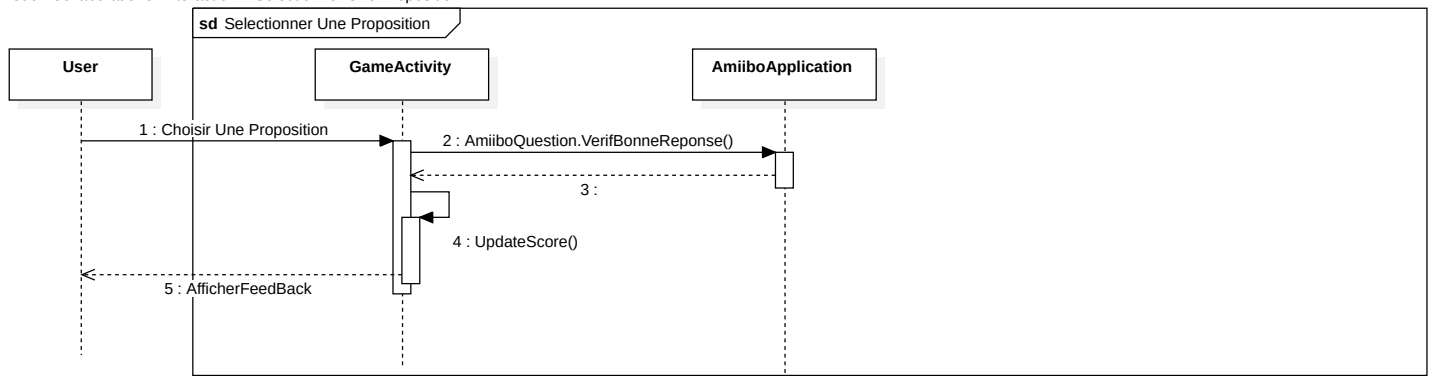 sd Selectionner Une Proposition
User
GameActivity
AmiiboApplication
1 : Choisir Une Proposition
2 : AmiiboQuestion.VerifBonneReponse()
3 :
4 : UpdateScore()
5 : AfficherFeedBack